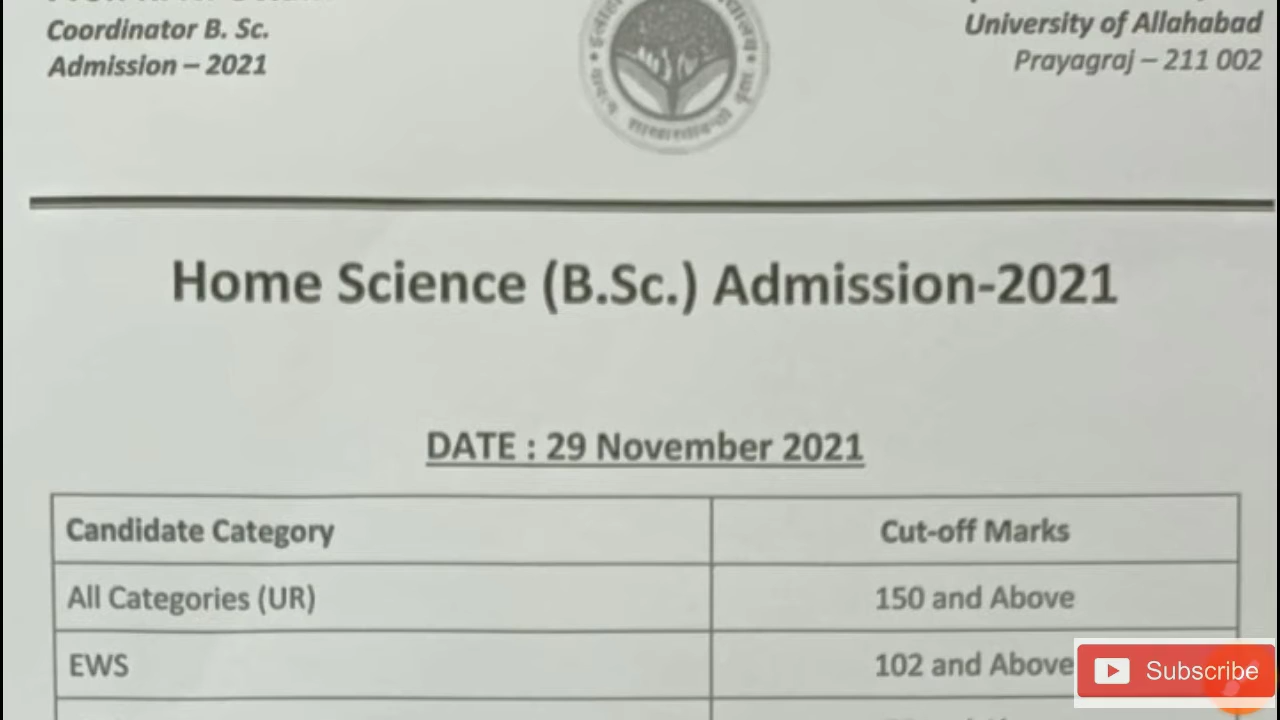 Coordinator B. Sc.
Admission – 2021
University of Allahabad
Prayagraj – 211 002
Home Science (B.Sc.) Admission-2021
DATE : 29 November 2021
Candidate Category
Cut-off Marks
All Categories (UR)
150 and Above
EWS
102 and Above
Subscribe